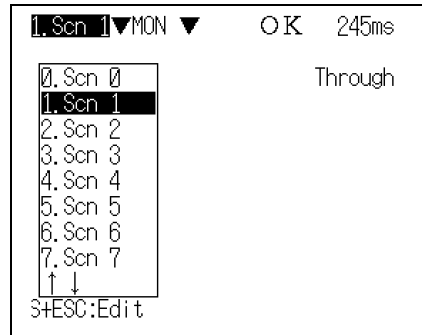 1.Scn 1▼MON ▼ OK 245ms
Through
0.Scn 0
1.Scn 1
2.Scn 2
3.Scn 3
4.Scn 4
5.Scn 5
6.Scn 6
7.Scn 7
↑ ↓
S+ESC:Edit